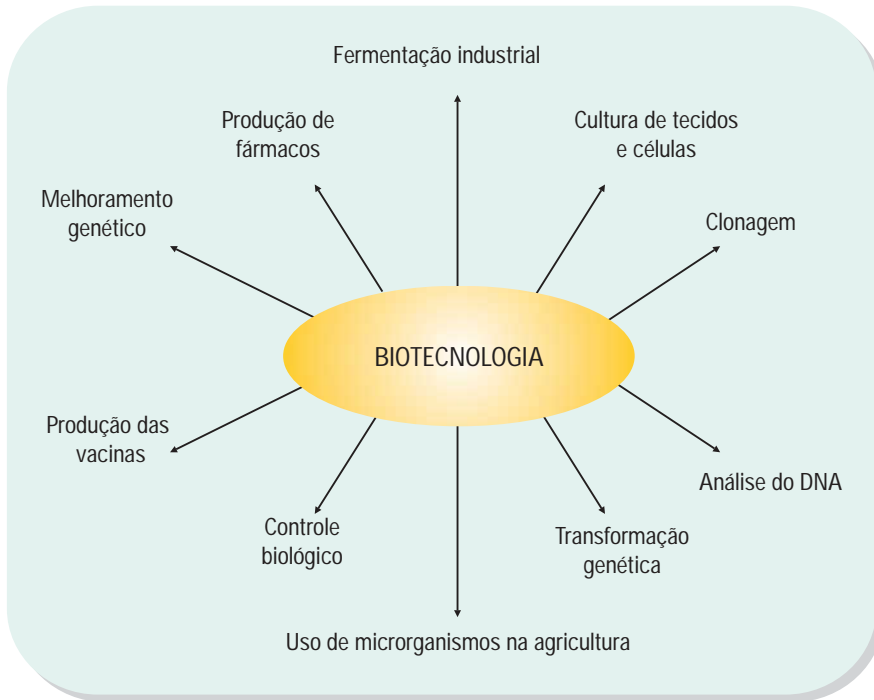 Fermentação industrial
Produção de
fármacos
Cultura de tecidos
e células
Melhoramento
genético
Clonagem
BIOTECNOLOGIA
Produção das
vacinas
Análise do DNA
Controle
biológico
Transformação
genética
Uso de microrganismos na agricultura